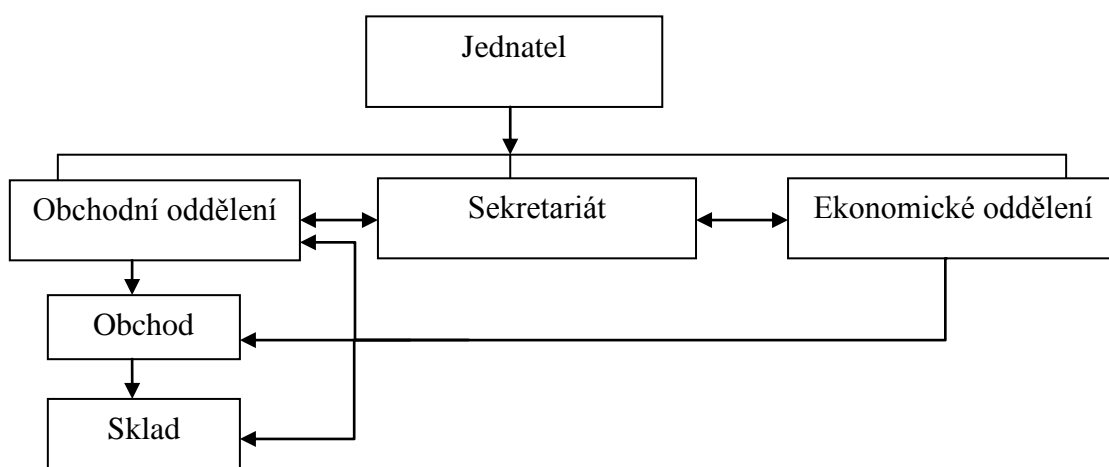 Jednatel
Obchodní oddělení
Sekretariát
Ekonomické oddělení
Obchod
Sklad